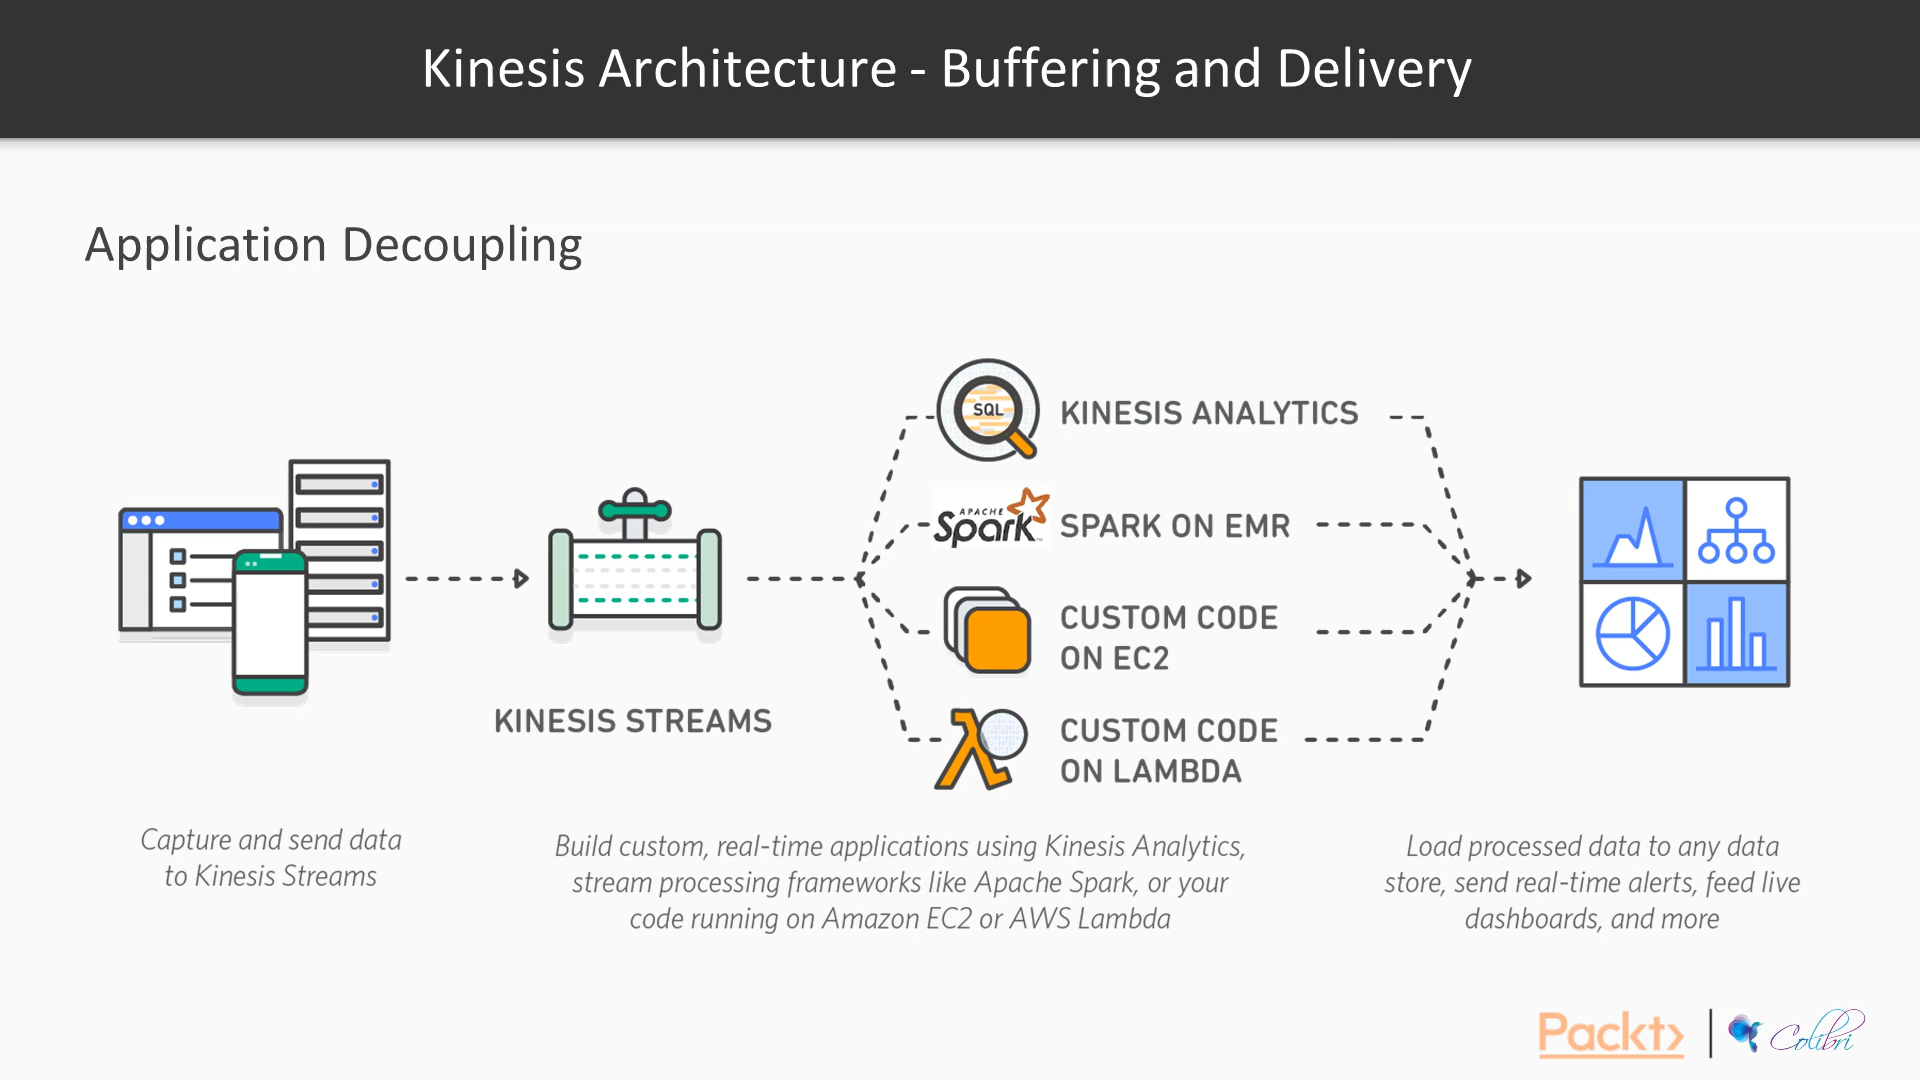 Kinesis Architecture - Buffering and Delivery
Application Decoupling
SQL
KINESIS ANALYTICS
APACHE
Spark
SPARK ON EMR
CUSTOM CODE
ON EC2
KINESIS STREAMS
CUSTOM CODE
ON LAMBDA
Capture and send data
to Kinesis Streams
Build custom, real-time applications using Kinesis Analytics,
stream processing frameworks like Apache Spark, or your
code running on Amazon EC2 or AWS Lambda
Load processed data to any data
store, send real-time alerts, feed live
dashboards, and more
Packt>
Colibri